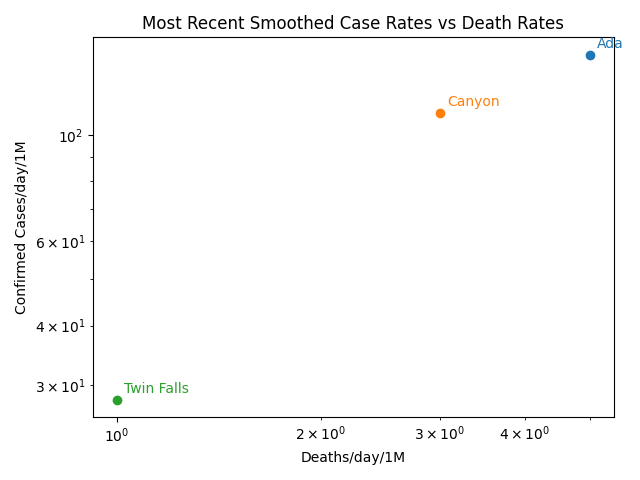 Most Recent Smoothed Case Rates vs Death Rates
Ada
Canyon
10²
6 × 10¹
4 × 10¹
3 × 10¹
Twin Falls
10⁰
2 × 10⁰
3 × 10⁰
4 × 10⁰
Confirmed Cases/day/1M
Deaths/day/1M